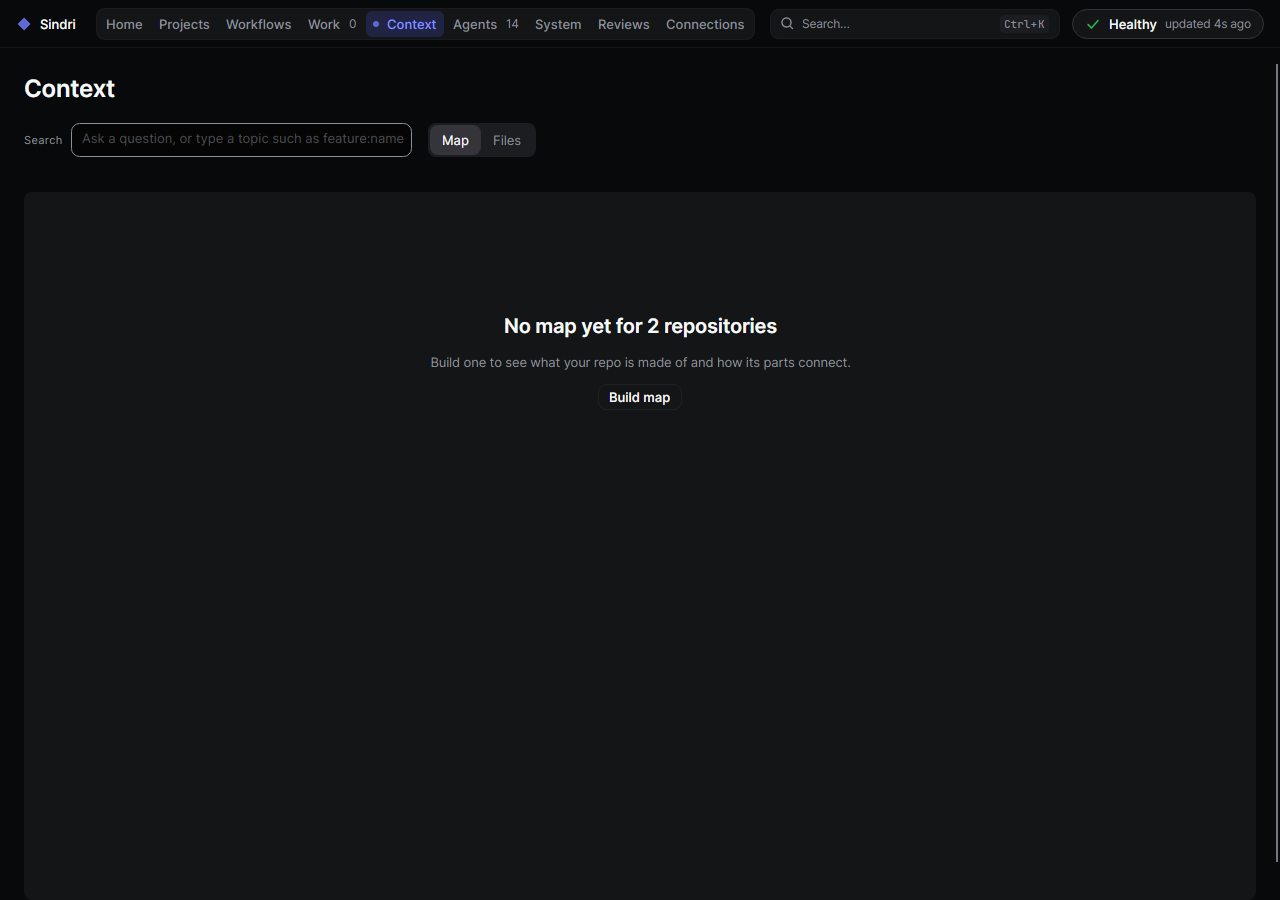 Sindri
Home Projects Workflows Work 0 Context Agents 14 System Reviews Connections
Search... Ctrl+K
Healthy updated 4s ago
Context
Search Ask a question, or type a topic such as feature:name
Map Files
No map yet for 2 repositories
Build one to see what your repo is made of and how its parts connect.
Build map